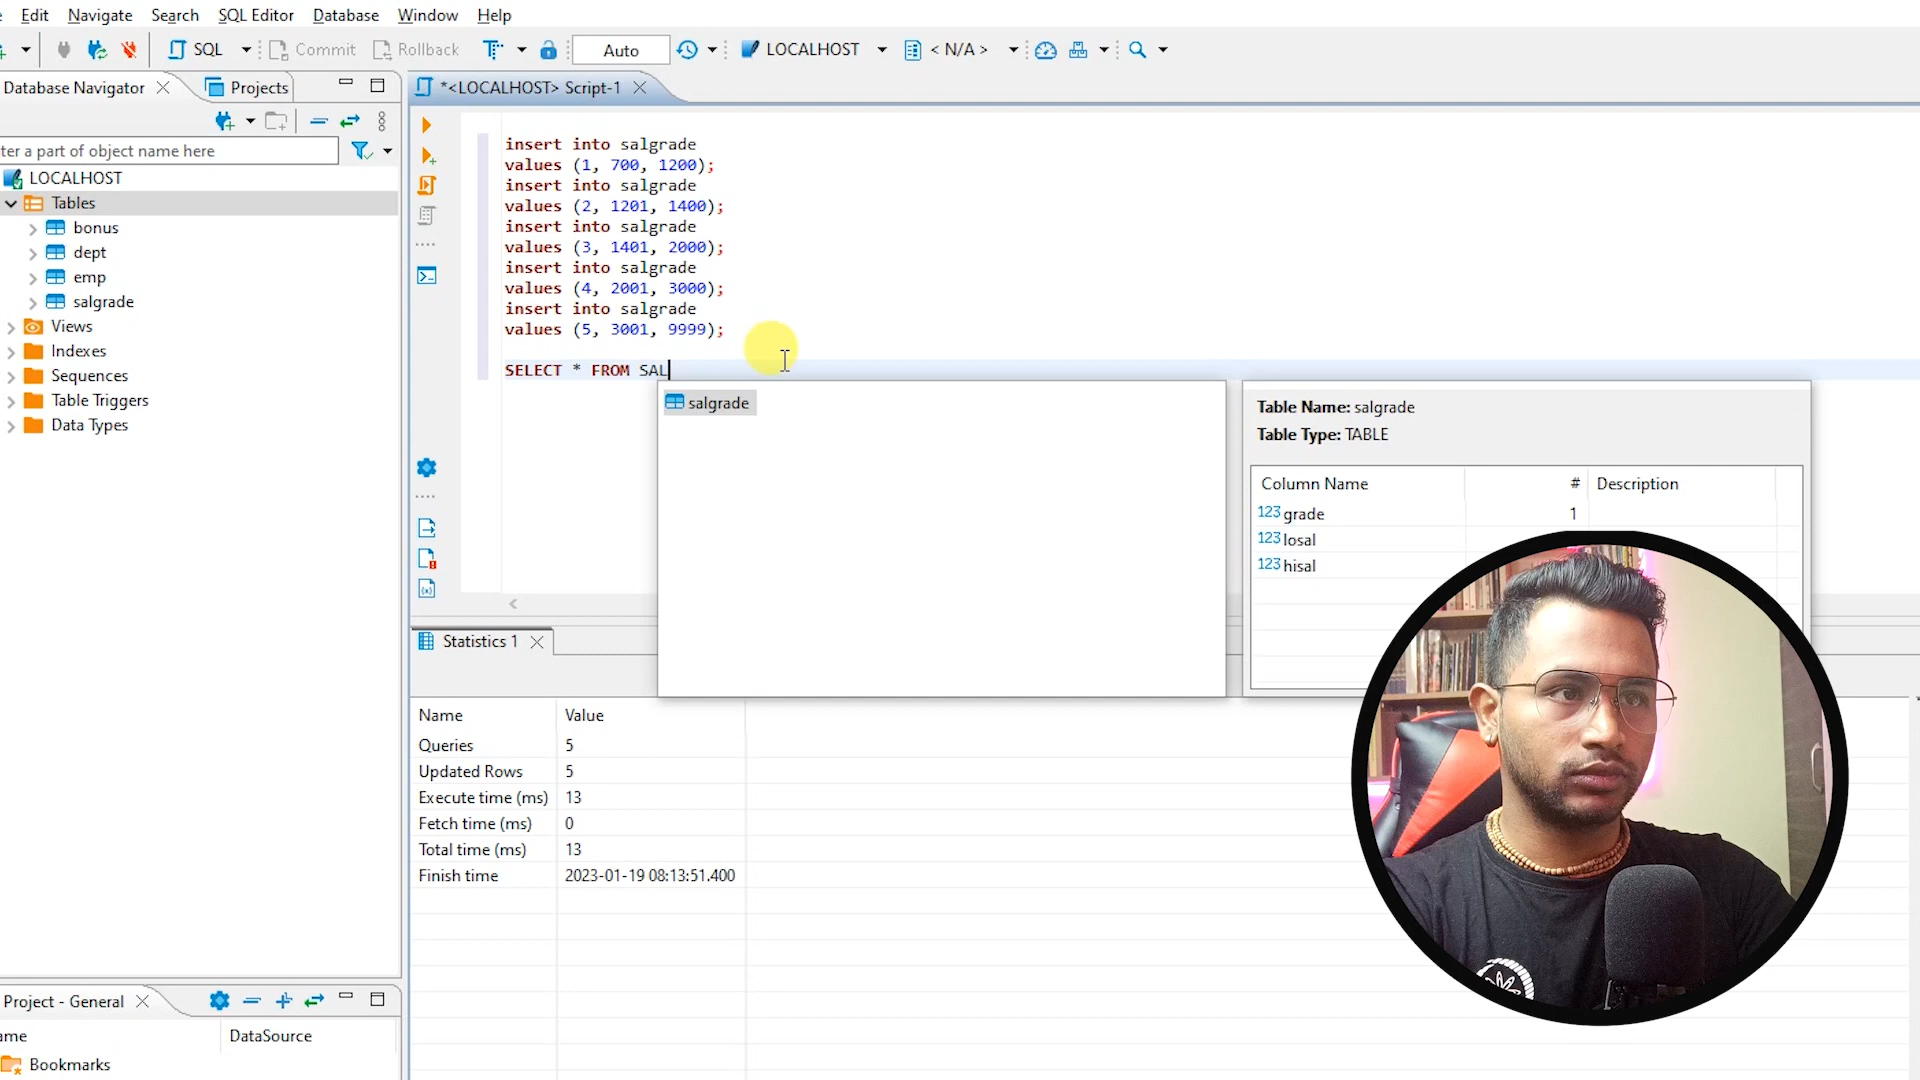 Edit Navigate Search SQL Editor Database Window Help
SQL Commit Rollback Auto LOCALHOST < N/A >
Database Navigator Projects
*<LOCALHOST> Script-1
ter a part of object name here
LOCALHOST
Tables
bonus
dept
emp
salgrade
Views
Indexes
Sequences
Table Triggers
Data Types
insert into salgrade
values (1, 700, 1200);
insert into salgrade
values (2, 1201, 1400);
insert into salgrade
values (3, 1401, 2000);
insert into salgrade
values (4, 2001, 3000);
insert into salgrade
values (5, 3001, 9999);
SELECT * FROM SAL
salgrade
Table Name: salgrade
Table Type: TABLE
Column Name # Description
123 grade 1
123 losal
123 hisal
Statistics 1
Name Value
Queries 5
Updated Rows 5
Execute time (ms) 13
Fetch time (ms) 0
Total time (ms) 13
Finish time 2023-01-19 08:13:51.400
Project - General
ame DataSource
Bookmarks